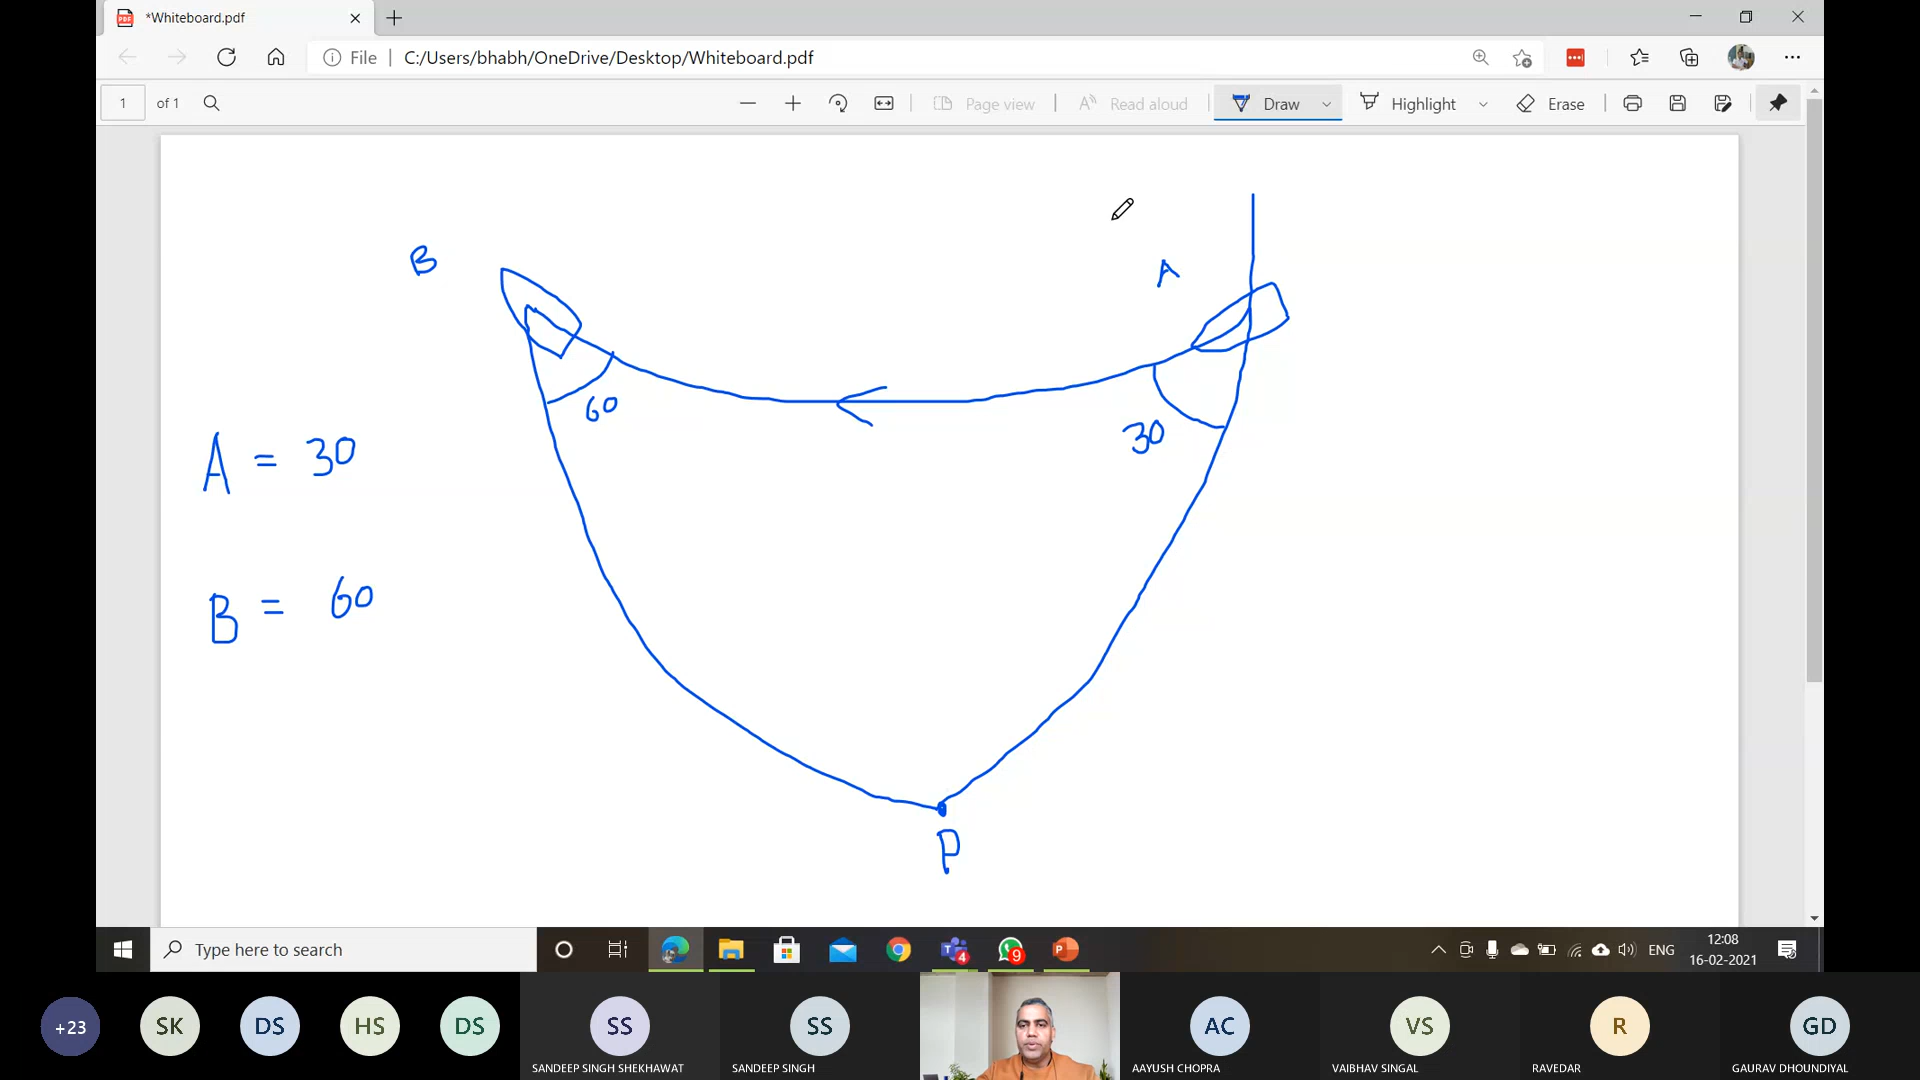 *Whiteboard.pdf
File
C:/Users/bhabh/OneDrive/Desktop/Whiteboard.pdf
1 of 1
Page view
Read aloud
Draw
Highlight
Erase
B
A
60
30
A = 30
B = 60
P
Type here to search
4
9
ENG
12:08
16-02-2021
+23
SK
DS
HS
DS
SS
SANDEEP SINGH SHEKHAWAT
SS
SANDEEP SINGH
AC
AAYUSH CHOPRA
VS
VAIBHAV SINGAL
R
RAVEDAR
GD
GAURAV DHOUNDIYAL